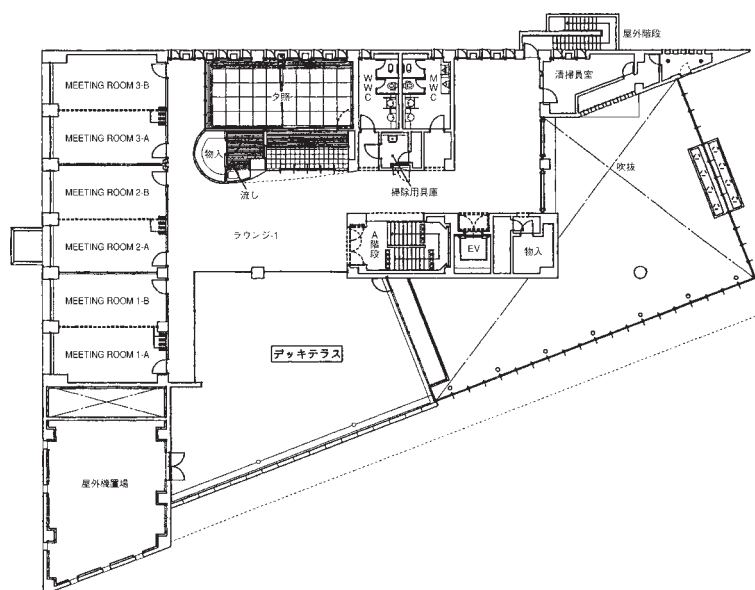 屋外階段
MEETING ROOM 3-B
夕照
W
W
C
M
W
C
清掃員室
MEETING ROOM 3-A
物入
吹抜
MEETING ROOM 2-B
流し
掃除用具庫
ラウンジ-1
A
階
段
EV
物入
MEETING ROOM 2-A
MEETING ROOM 1-B
MEETING ROOM 1-A
デッキテラス
屋外機置場